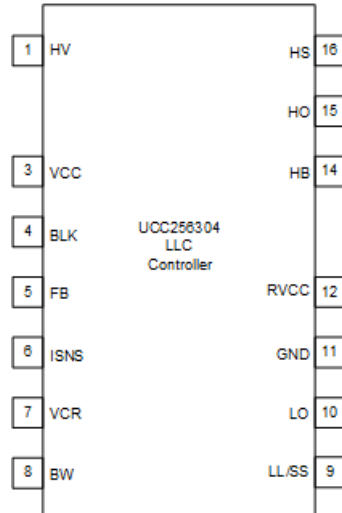 1 HV HS 16
HO 15
3 VCC HB 14
4 BLK
UCC256304
LLC
Controller
5 FB RVCC 12
6 ISNS GND 11
7 VCR LO 10
8 BW LL/SS 9